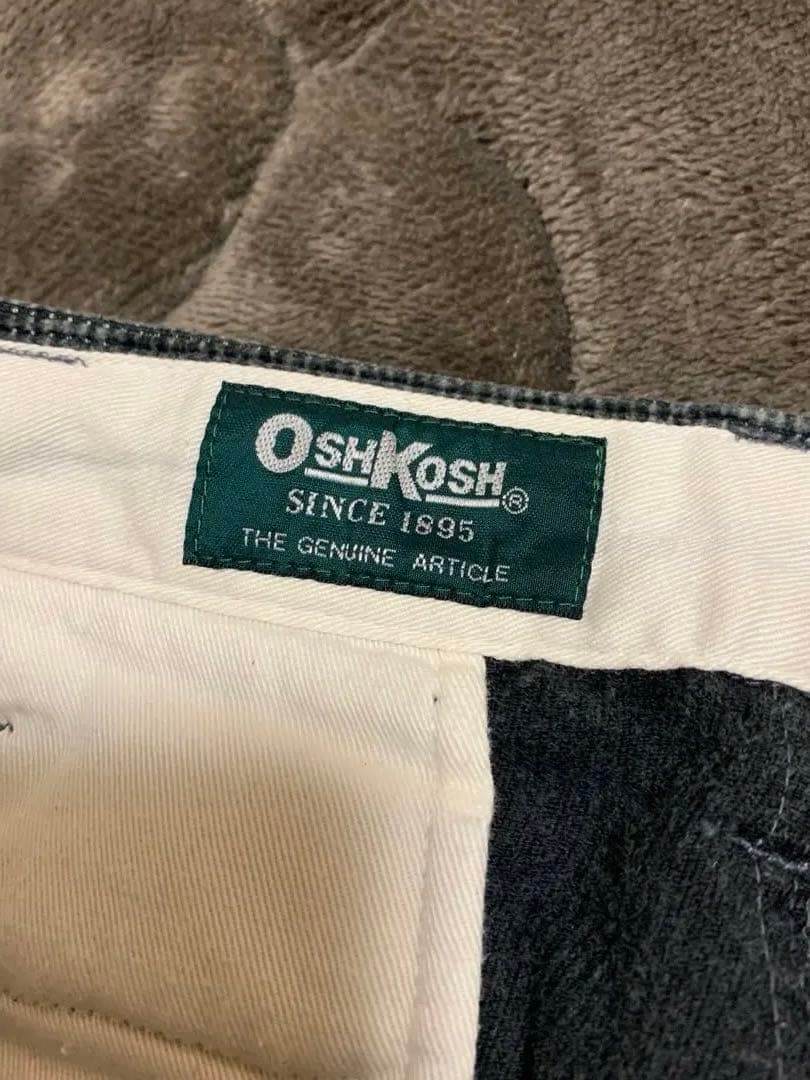 OSHKOSH®
SINCE 1895
THE GENUINE ARTICLE